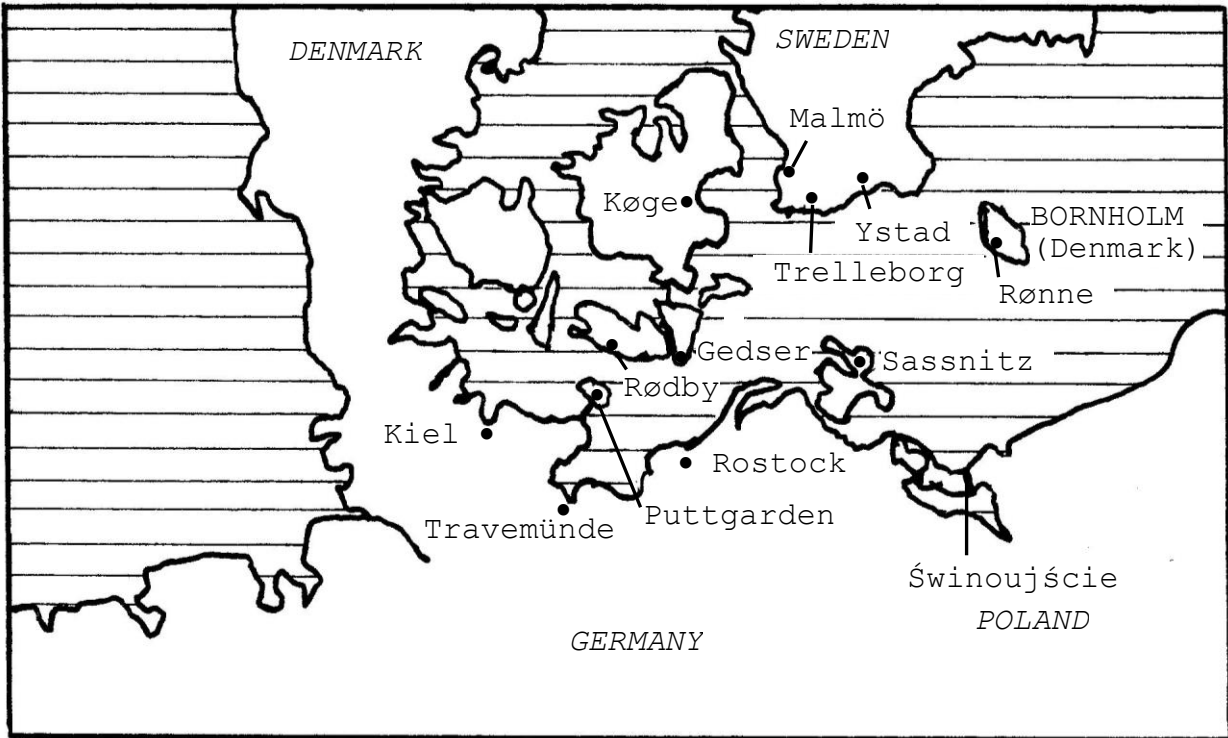 DENMARK
SWEDEN
Malmö
Køge
Ystad
BORNHOLM
(Denmark)
Trelleborg
Rønne
Gedser
Sassnitz
Rødby
Kiel
Rostock
Travemünde
Puttgarden
Świnoujście
POLAND
GERMANY